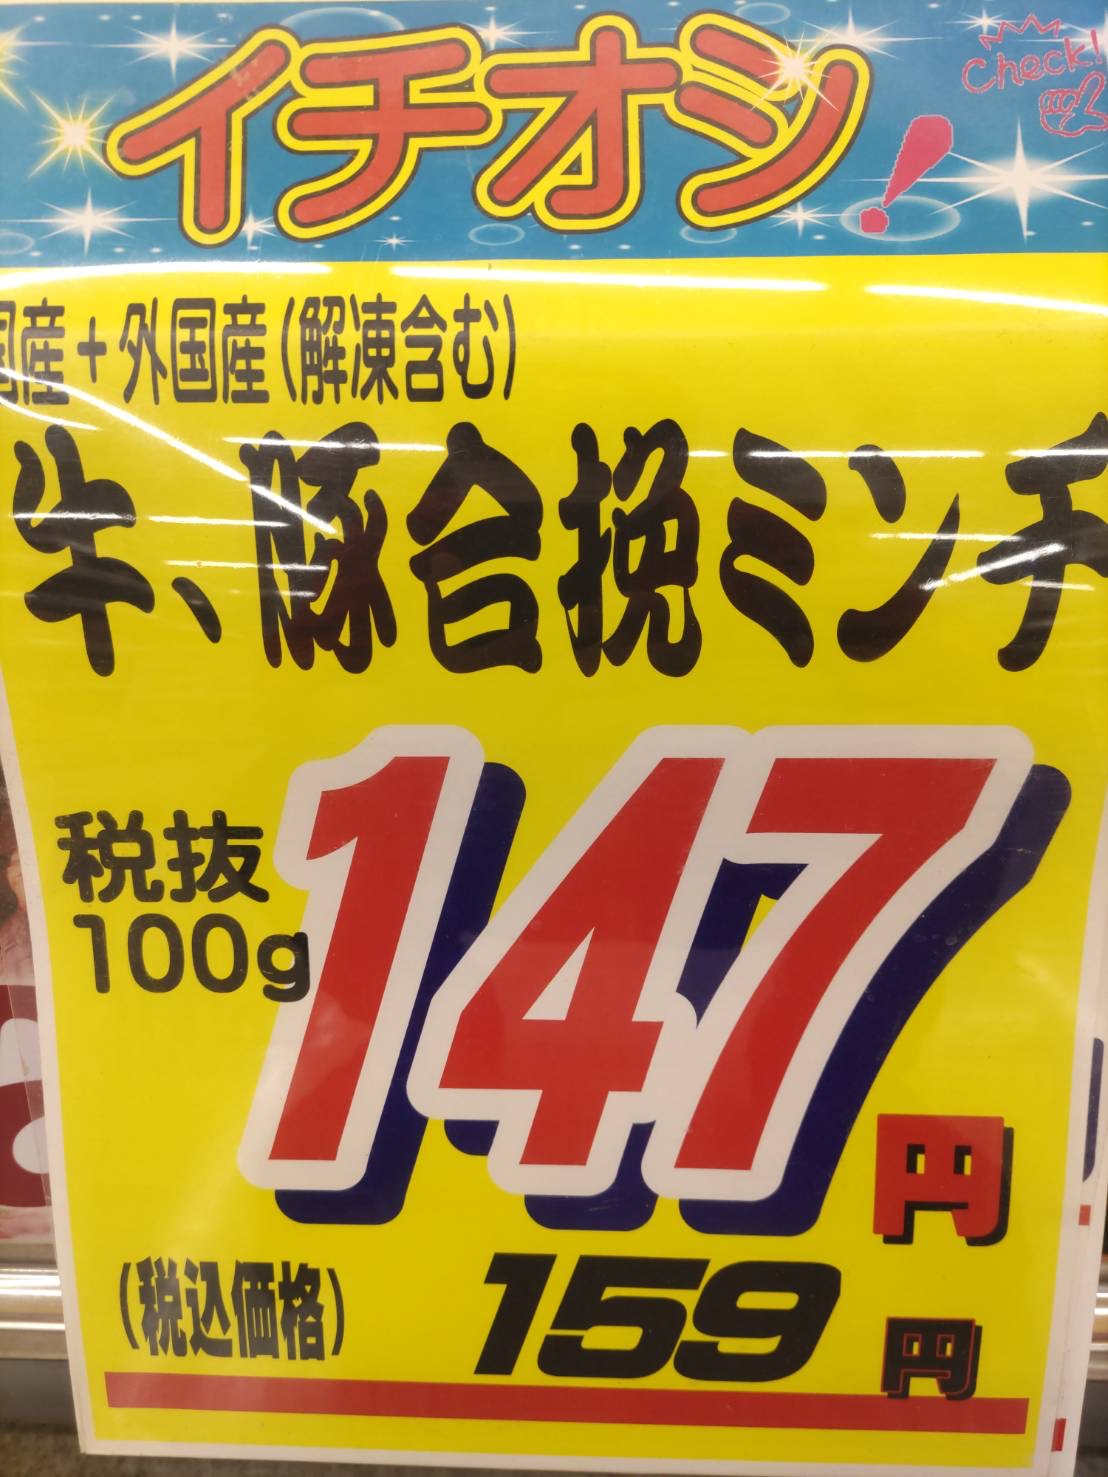 イチオシ!
Check!
国産+外国産(解凍含む)
牛、豚合挽ミンチ
税抜
100g
147円
(税込価格)
159円